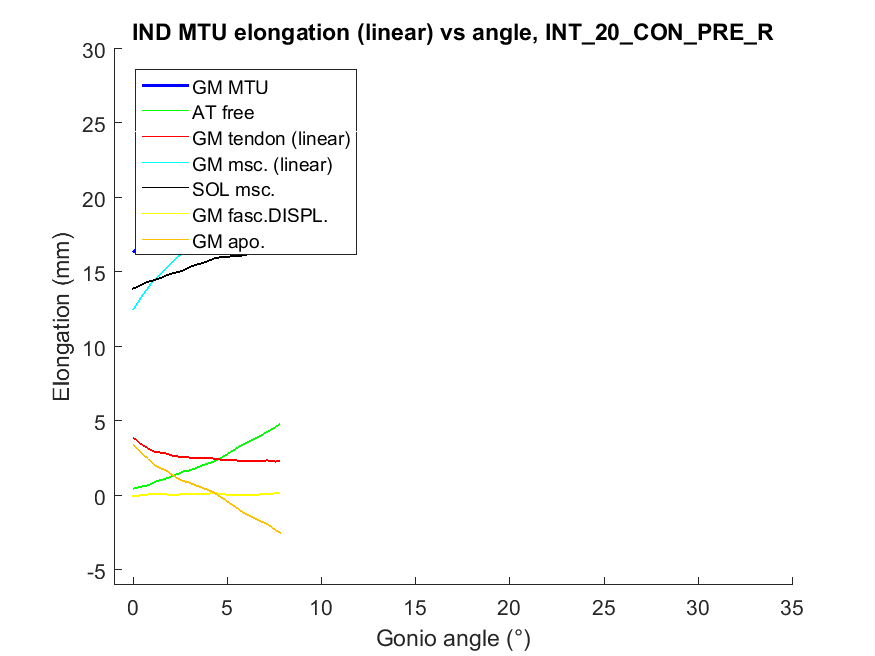 IND MTU elongation (linear) vs angle, INT_20_CON_PRE_R
30
25
20
15
10
5
0
-5
Elongation (mm)
GM MTU
AT free
GM tendon (linear)
GM msc. (linear)
SOL msc.
GM fasc.DISPL.
GM apo.
0 5 10 15 20 25 30 35
Gonio angle (°)